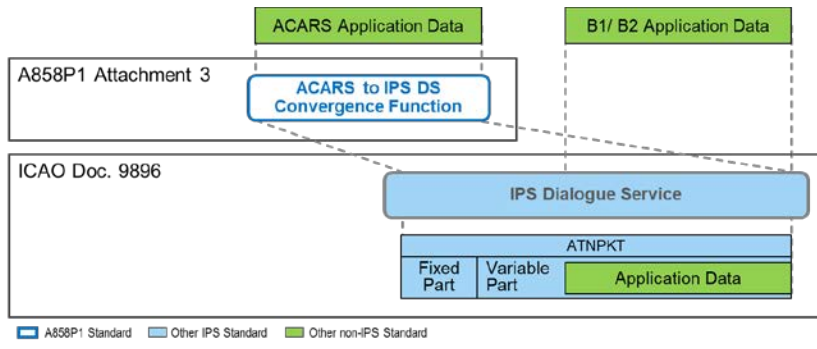 ACARS Application Data
B1/ B2 Application Data
A858P1 Attachment 3
ACARS to IPS DS
Convergence Function
ICAO Doc. 9896
IPS Dialogue Service
ATNPKT
Fixed
Part
Variable
Part
Application Data
A858P1 Standard
Other IPS Standard
Other non-IPS Standard